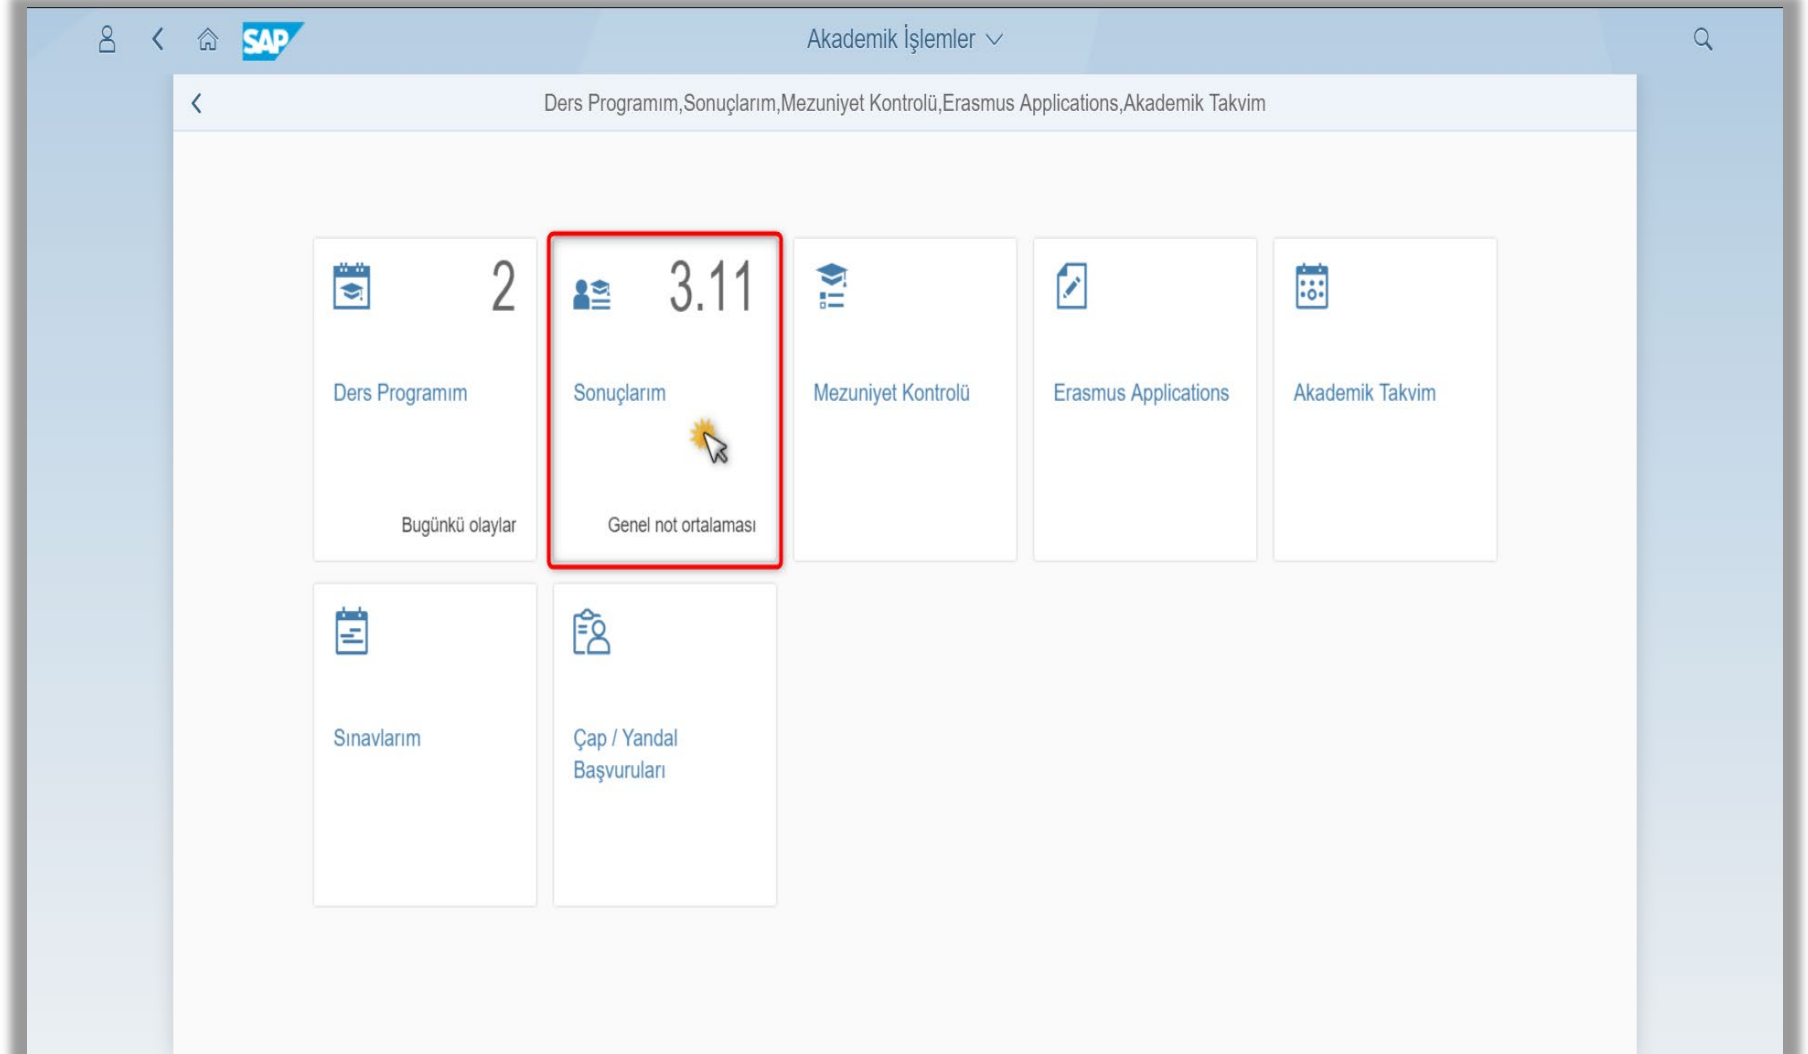 SAP
Akademik İşlemler
Ders Programım,Sonuçlarım,Mezuniyet Kontrolü,Erasmus Applications,Akademik Takvim
2
Ders Programım
Bugünkü olaylar
3.11
Sonuçlarım
Genel not ortalaması
Mezuniyet Kontrolü
Erasmus Applications
Akademik Takvim
Sınavlarım
Çap / Yandal
Başvuruları